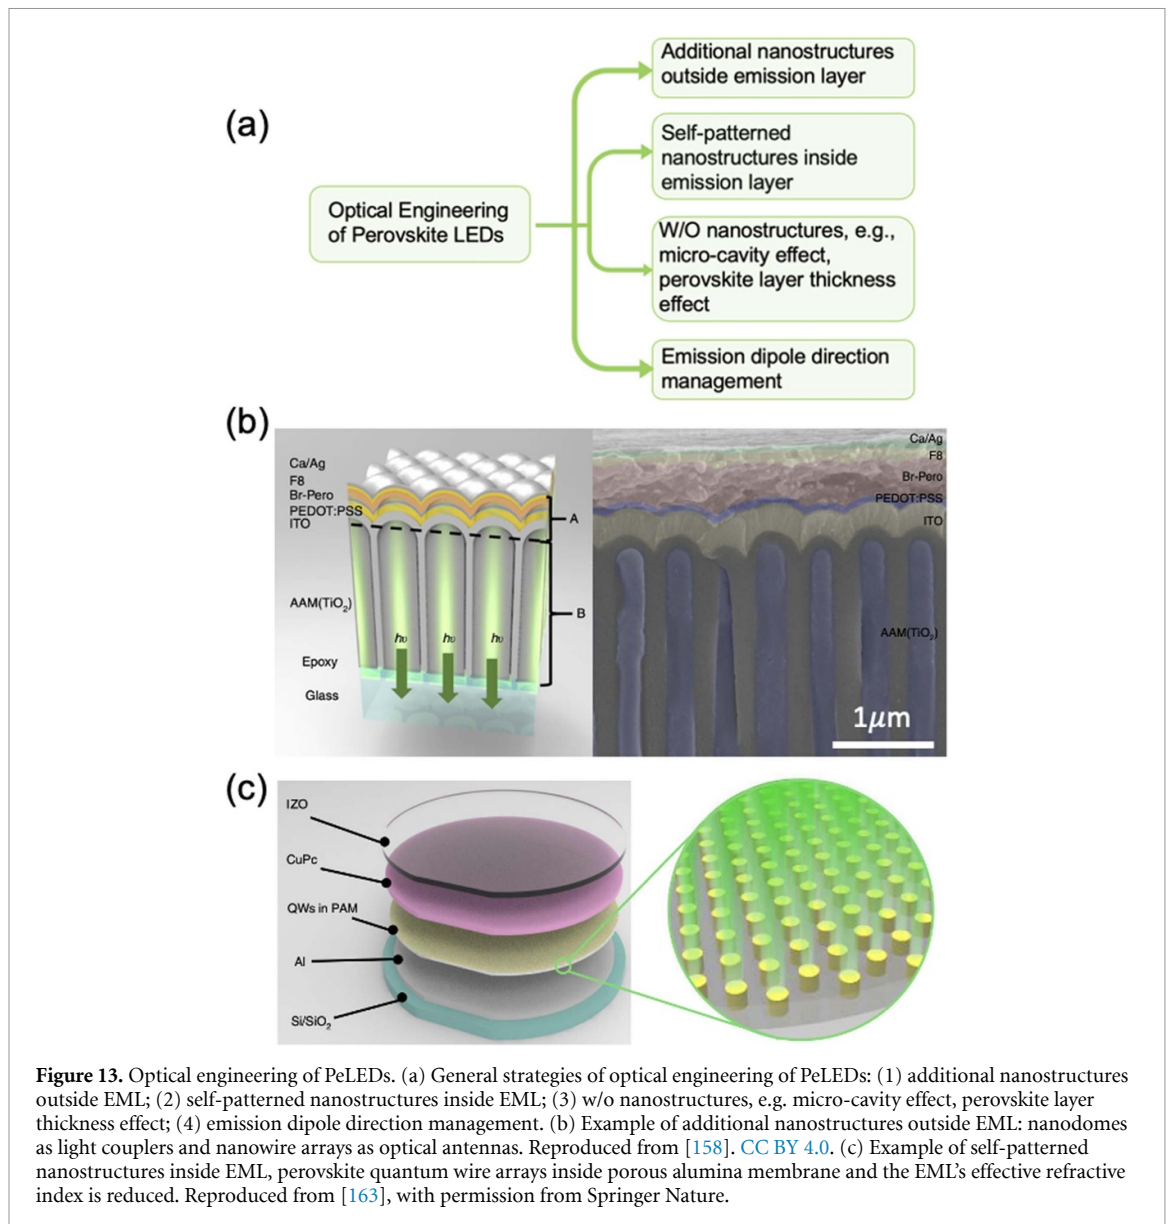 (a)
Additional nanostructures
outside emission layer
Self-patterned
nanostructures inside
emission layer
Optical Engineering
of Perovskite LEDs
W/O nanostructures, e.g.,
micro-cavity effect,
perovskite layer thickness
effect
Emission dipole direction
management
(b)
Ca/Ag
F8
Br-Pero
PEDOT:PSS
ITO
A
AAM(TiO₂)
B
hυ hυ hυ
Epoxy
Glass
Ca/Ag
F8
Br-Pero
PEDOT:PSS
ITO
AAM(TiO₂)
1μm
(c)
IZO
CuPc
QWs in PAM
Al
Si/SiO₂
Figure 13. Optical engineering of PeLEDs. (a) General strategies of optical engineering of PeLEDs: (1) additional nanostructures
outside EML; (2) self-patterned nanostructures inside EML; (3) w/o nanostructures, e.g. micro-cavity effect, perovskite layer
thickness effect; (4) emission dipole direction management. (b) Example of additional nanostructures outside EML: nanodomes
as light couplers and nanowire arrays as optical antennas. Reproduced from [158]. CC BY 4.0. (c) Example of self-patterned
nanostructures inside EML, perovskite quantum wire arrays inside porous alumina membrane and the EML's effective refractive
index is reduced. Reproduced from [163], with permission from Springer Nature.